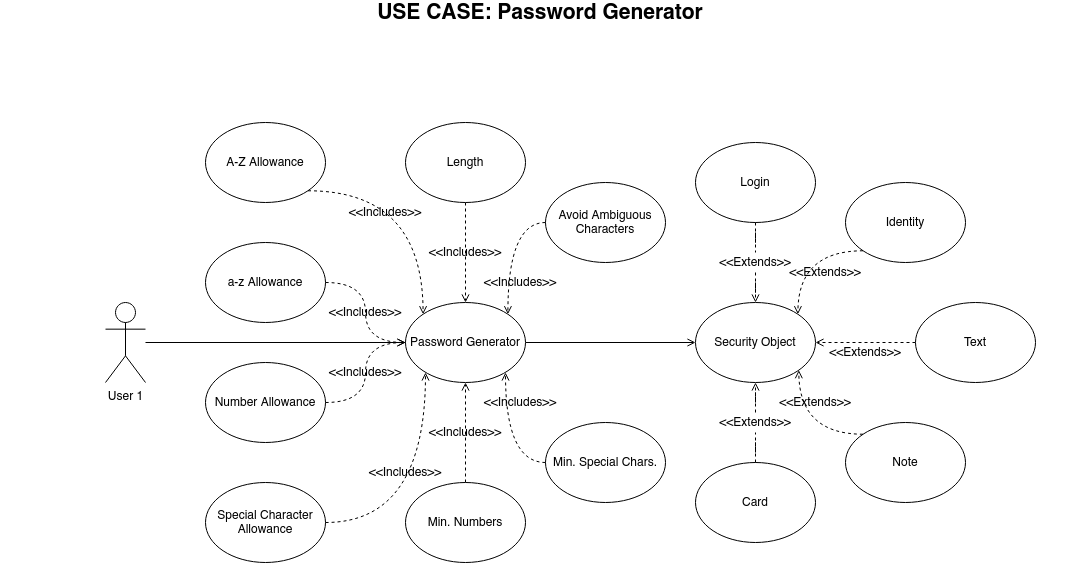 USE CASE: Password Generator
A-Z Allowance
Length
Login
<<Includes>>
Avoid Ambiguous
Characters
Identity
<<Includes>>
<<Extends>>
<<Extends>>
a-z Allowance
<<Includes>>
<<Includes>>
Password Generator
Security Object
Text
<<Extends>>
User 1
<<Includes>>
Number Allowance
<<Includes>>
<<Extends>>
<<Includes>>
<<Extends>>
Min. Special Chars.
Note
<<Includes>>
Card
Special Character
Allowance
Min. Numbers